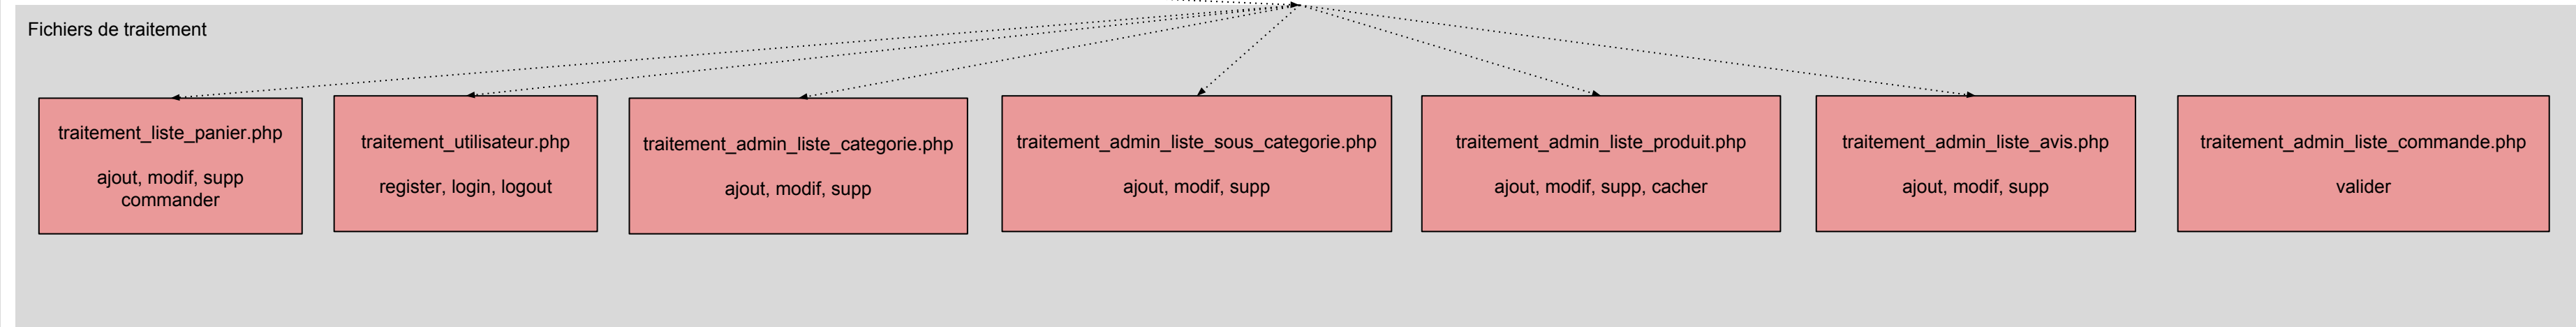 Fichiers de traitement
traitement_liste_panier.php
ajout, modif, supp
commander
traitement_utilisateur.php
register, login, logout
traitement_admin_liste_categorie.php
ajout, modif, supp
traitement_admin_liste_sous_categorie.php
ajout, modif, supp
traitement_admin_liste_produit.php
ajout, modif, supp, cacher
traitement_admin_liste_avis.php
ajout, modif, supp
traitement_admin_liste_commande.php
valider